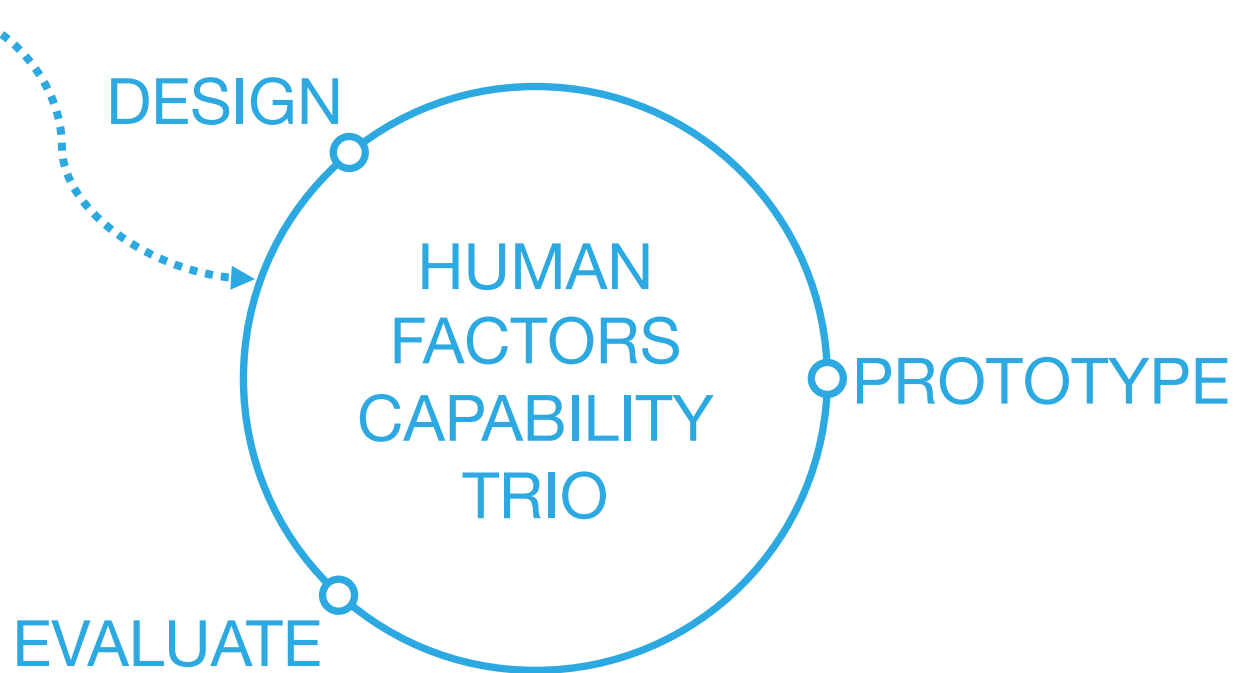 DESIGN
HUMAN
FACTORS
CAPABILITY
TRIO
PROTOTYPE
EVALUATE